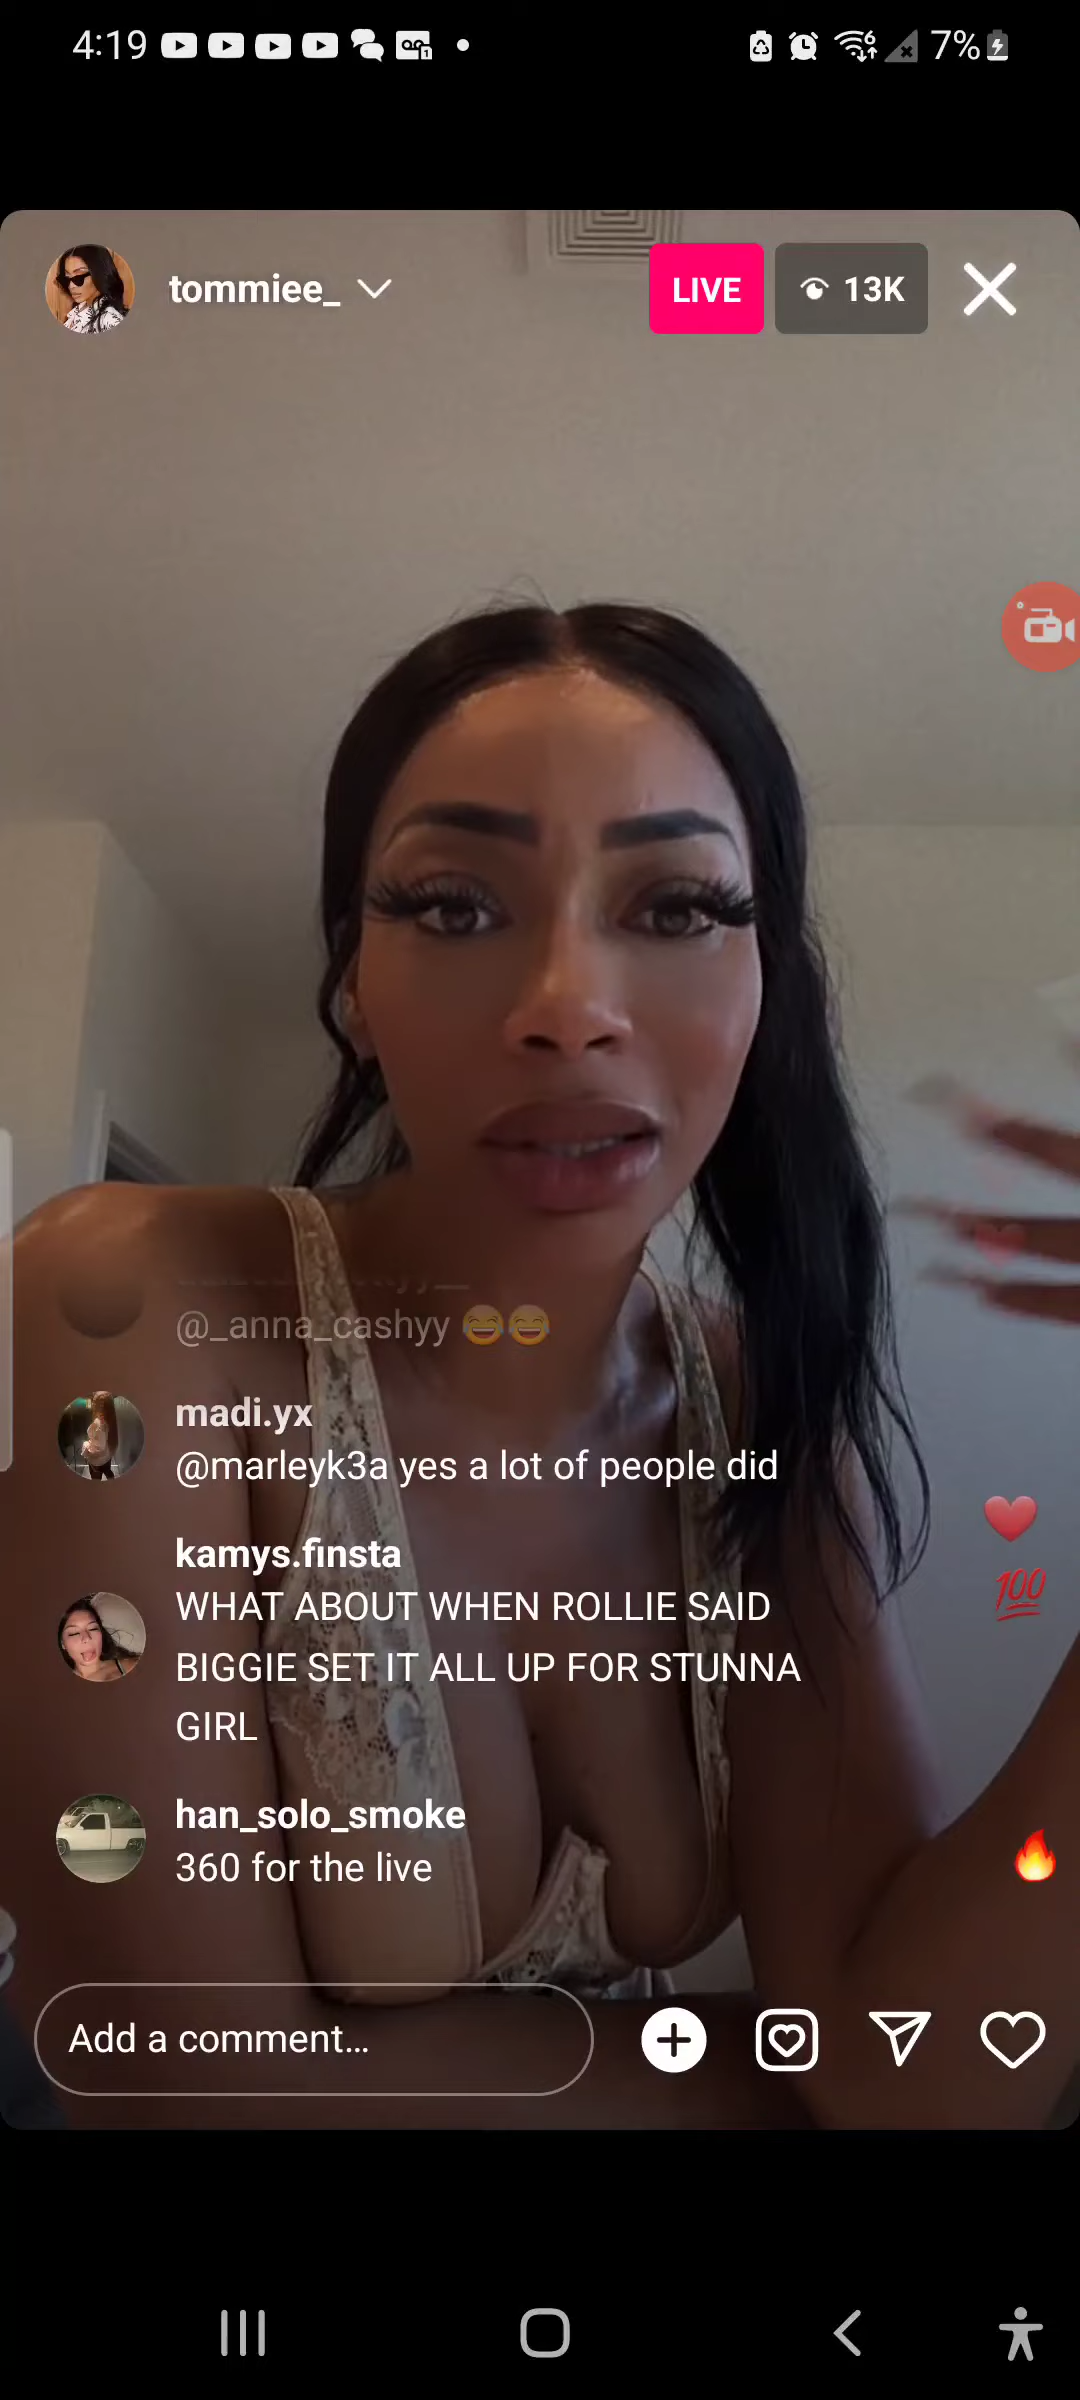 4:19
7%
tommiee_
LIVE
13K
@_anna_cashyy 😂😂
madi.yx
@marleyk3a yes a lot of people did
kamys.finsta
WHAT ABOUT WHEN ROLLIE SAID
BIGGIE SET IT ALL UP FOR STUNNA
GIRL
han_solo_smoke
360 for the live
Add a comment...